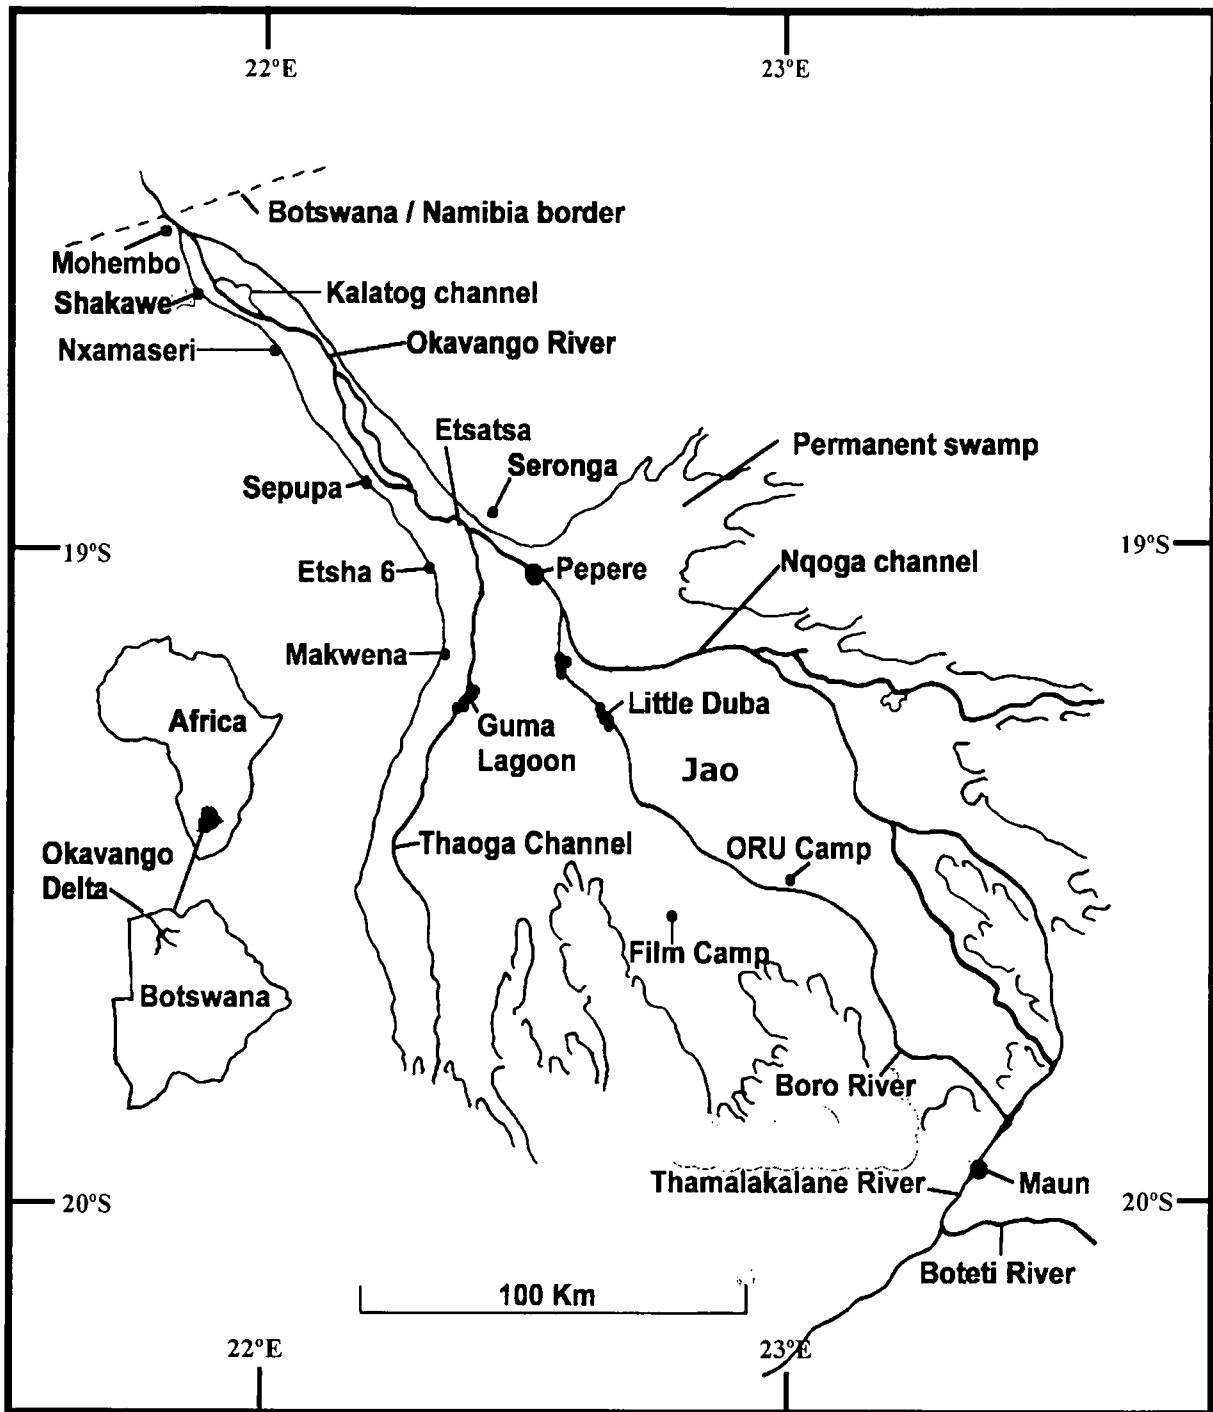 22°E
23°E
Botswana / Namibia border
Mohembo
Shakawe
Kalatog channel
Nxamaseri
Okavango River
Etsatsa
Permanent swamp
Seronga
Sepupa
19°S
19°S
Etsha 6
Pepere
Nqoga channel
Makwena
Little Duba
Africa
Guma
Lagoon
Jao
Thaoga Channel
ORU Camp
Okavango
Delta
Film Camp
Botswana
Boro River
Thamalakalane River
Maun
20°S
20°S
Boteti River
100 Km
22°E
23°E